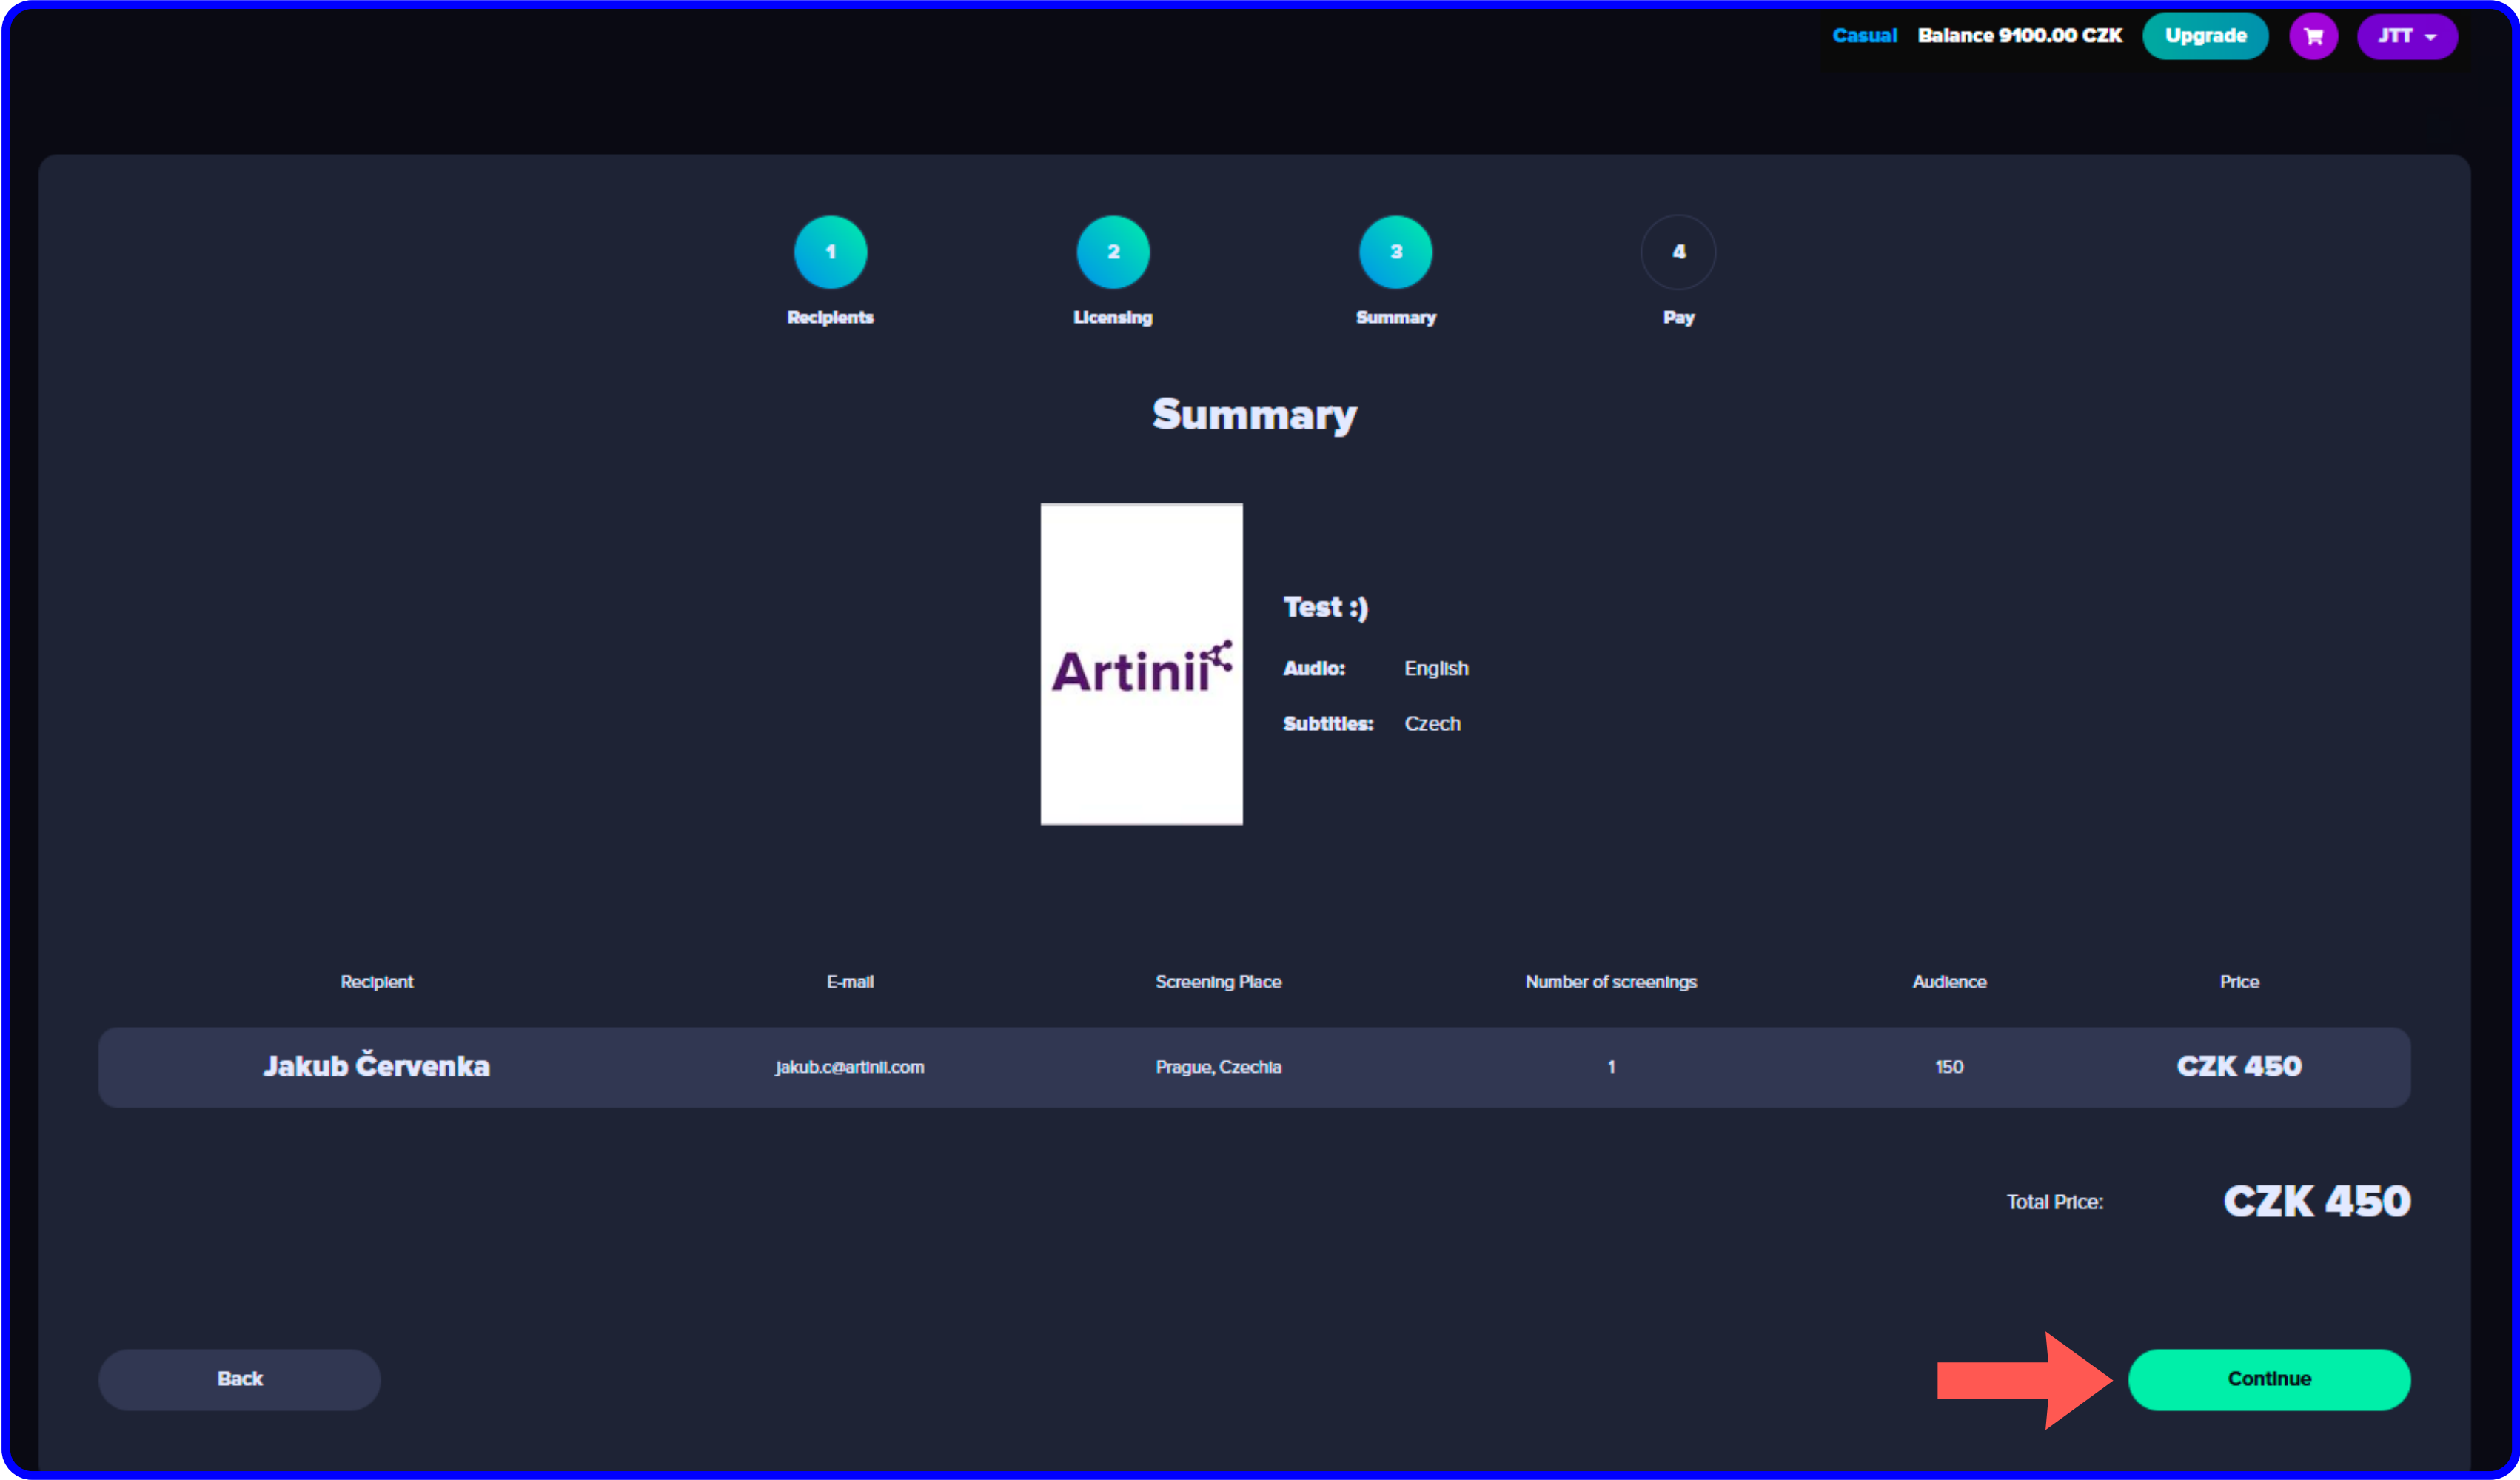 Casual Balance 9100.00 CZK Upgrade JTT
1 2 3 4
Recipients Licensing Summary Pay
Summary
Artinii
Test :)
Audio: English
Subtitles: Czech
Recipient E-mail Screening Place Number of screenings Audience Price
Jakub Červenka jakub.c@artinii.com Prague, Czechia 1 150 CZK 450
Total Price: CZK 450
Back Continue